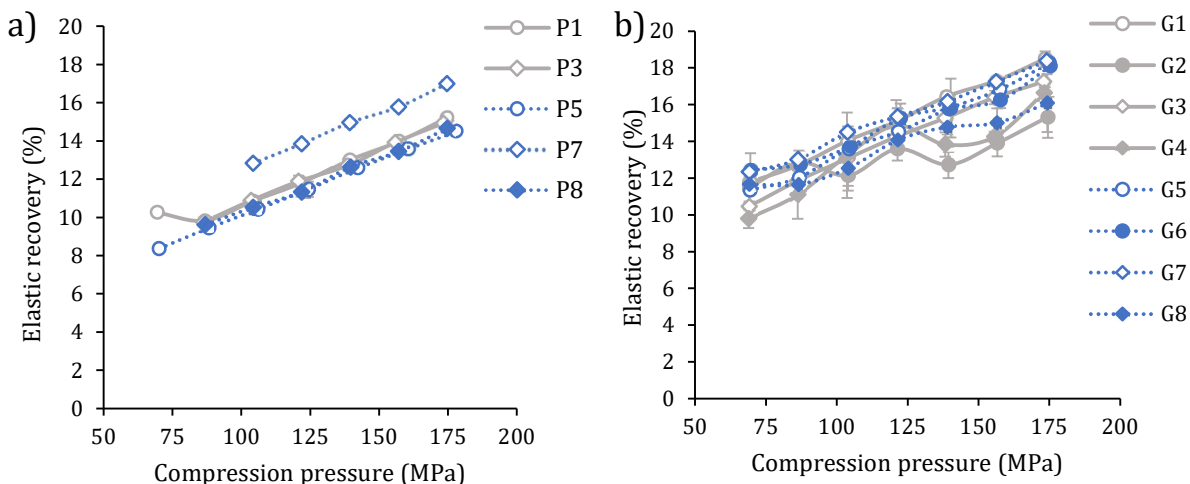 a)
Elastic recovery (%)
20
18
16
14
12
10
8
6
4
2
0
50 75 100 125 150 175 200
Compression pressure (MPa)
P1
P3
P5
P7
P8
b)
Elastic recovery (%)
20
18
16
14
12
10
8
6
4
2
0
50 75 100 125 150 175 200
Compression pressure (MPa)
G1
G2
G3
G4
G5
G6
G7
G8